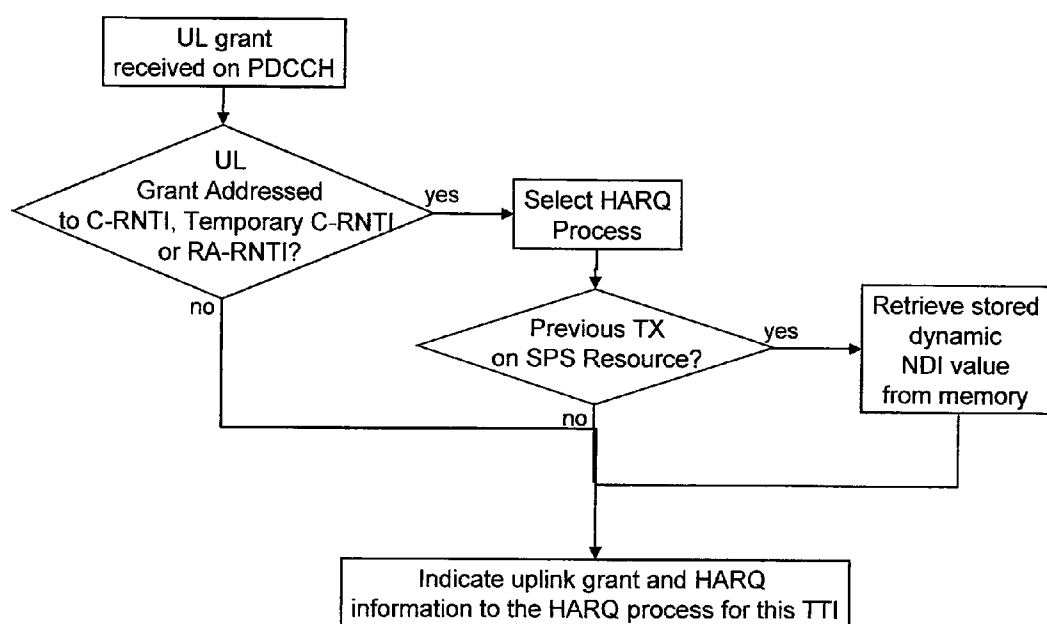 UL grant
received on PDCCH
UL
Grant Addressed
to C-RNTI, Temporary C-RNTI
or RA-RNTI?
yes
no
Select HARQ
Process
Previous TX
on SPS Resource?
yes
no
Retrieve stored
dynamic
NDI value
from memory
Indicate uplink grant and HARQ
information to the HARQ process for this TTI